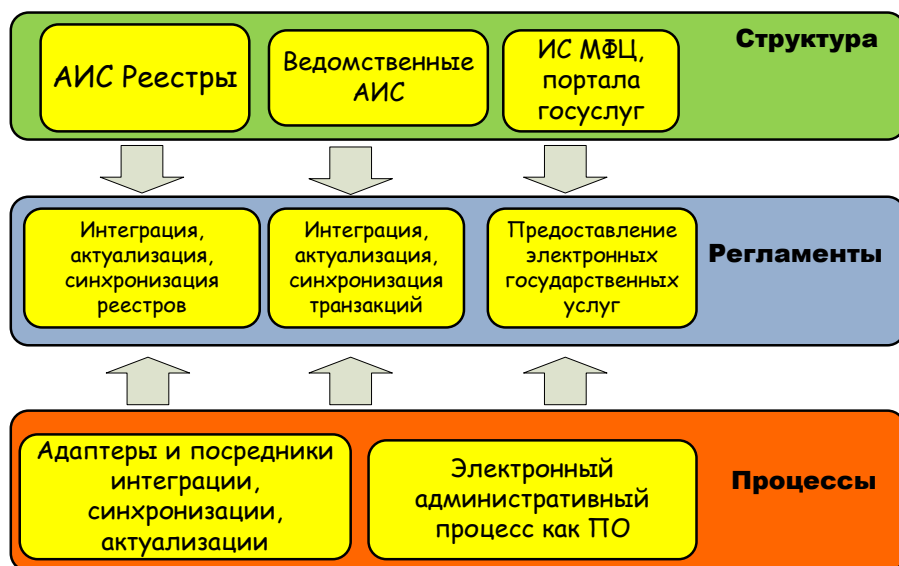 АИС Реестры
Ведомственные
АИС
ИС МФЦ,
портала
госуслуг
Структура
Интеграция,
актуализация,
синхронизация
реестров
Интеграция,
актуализация,
синхронизация
транзакций
Предоставление
электронных
государственных
услуг
Регламенты
Адаптеры и посредники
интеграции,
синхронизации,
актуализации
Электронный
административный
процесс как ПО
Процессы